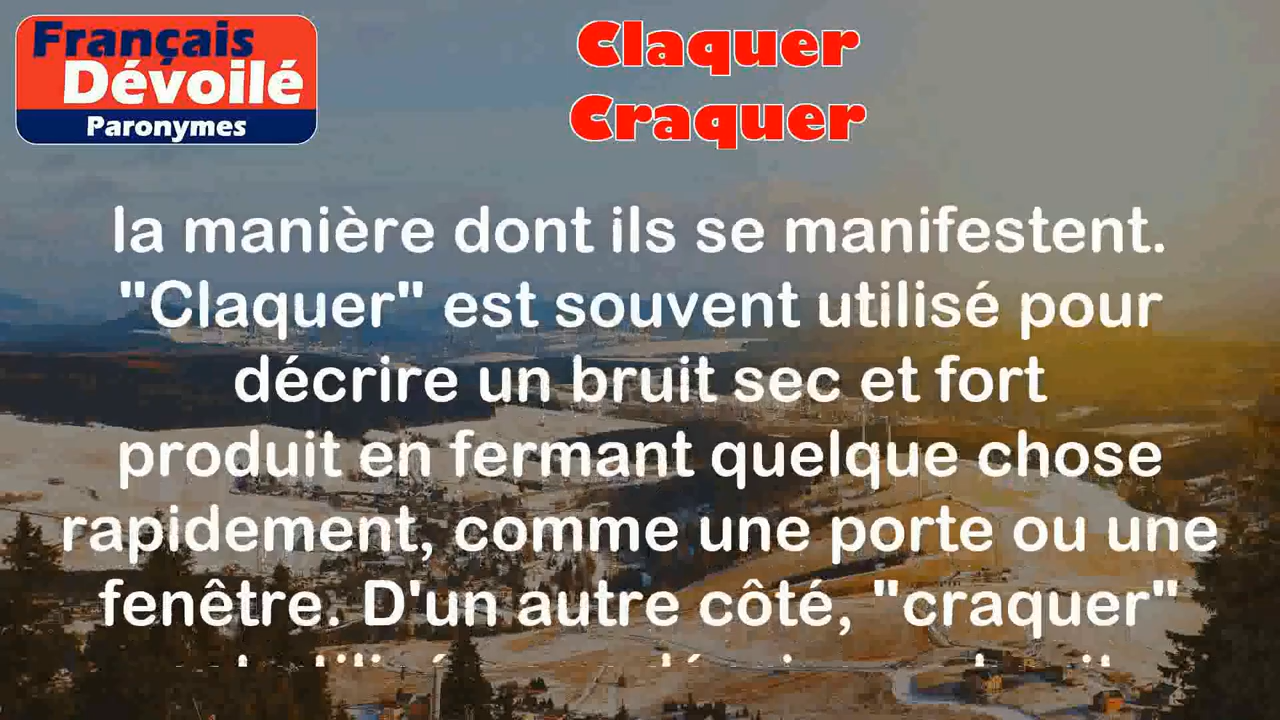 Français
Dévoilé
Paronymes
Claquer
Craquer
la manière dont ils se manifestent.
"Claquer" est souvent utilisé pour
décrire un bruit sec et fort
produit en fermant quelque chose
rapidement, comme une porte ou une
fenêtre. D'un autre côté, "craquer"